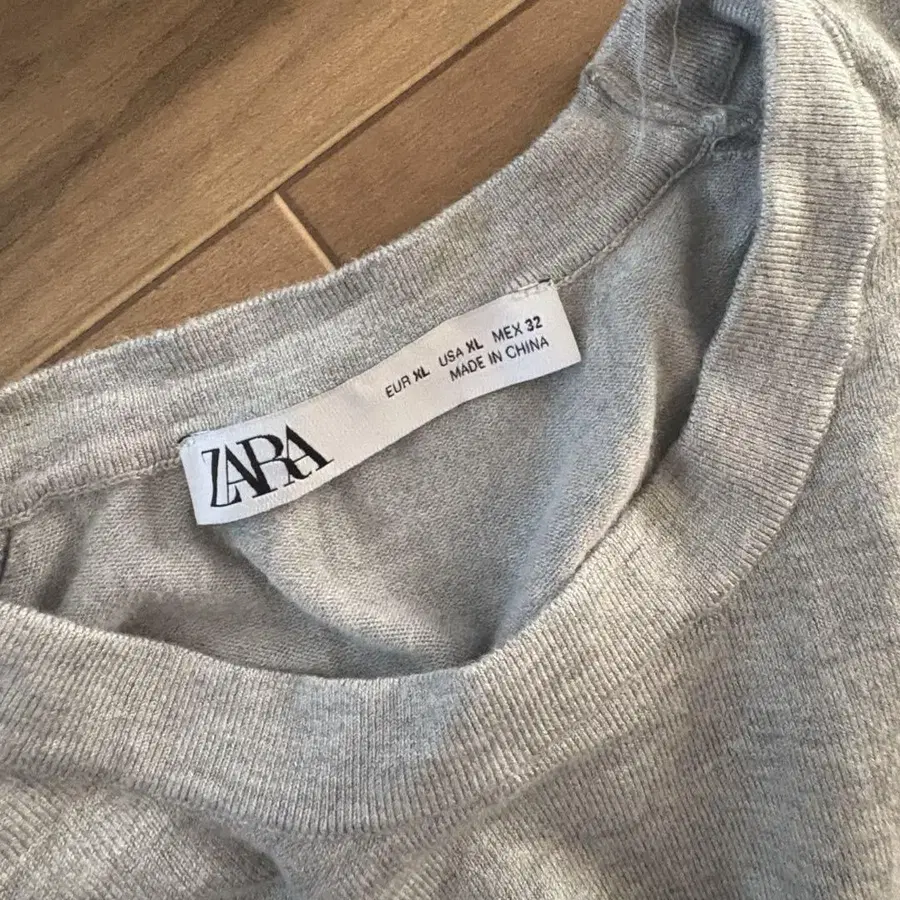 ZARA
EUR XL USA XL MEX 32
MADE IN CHINA